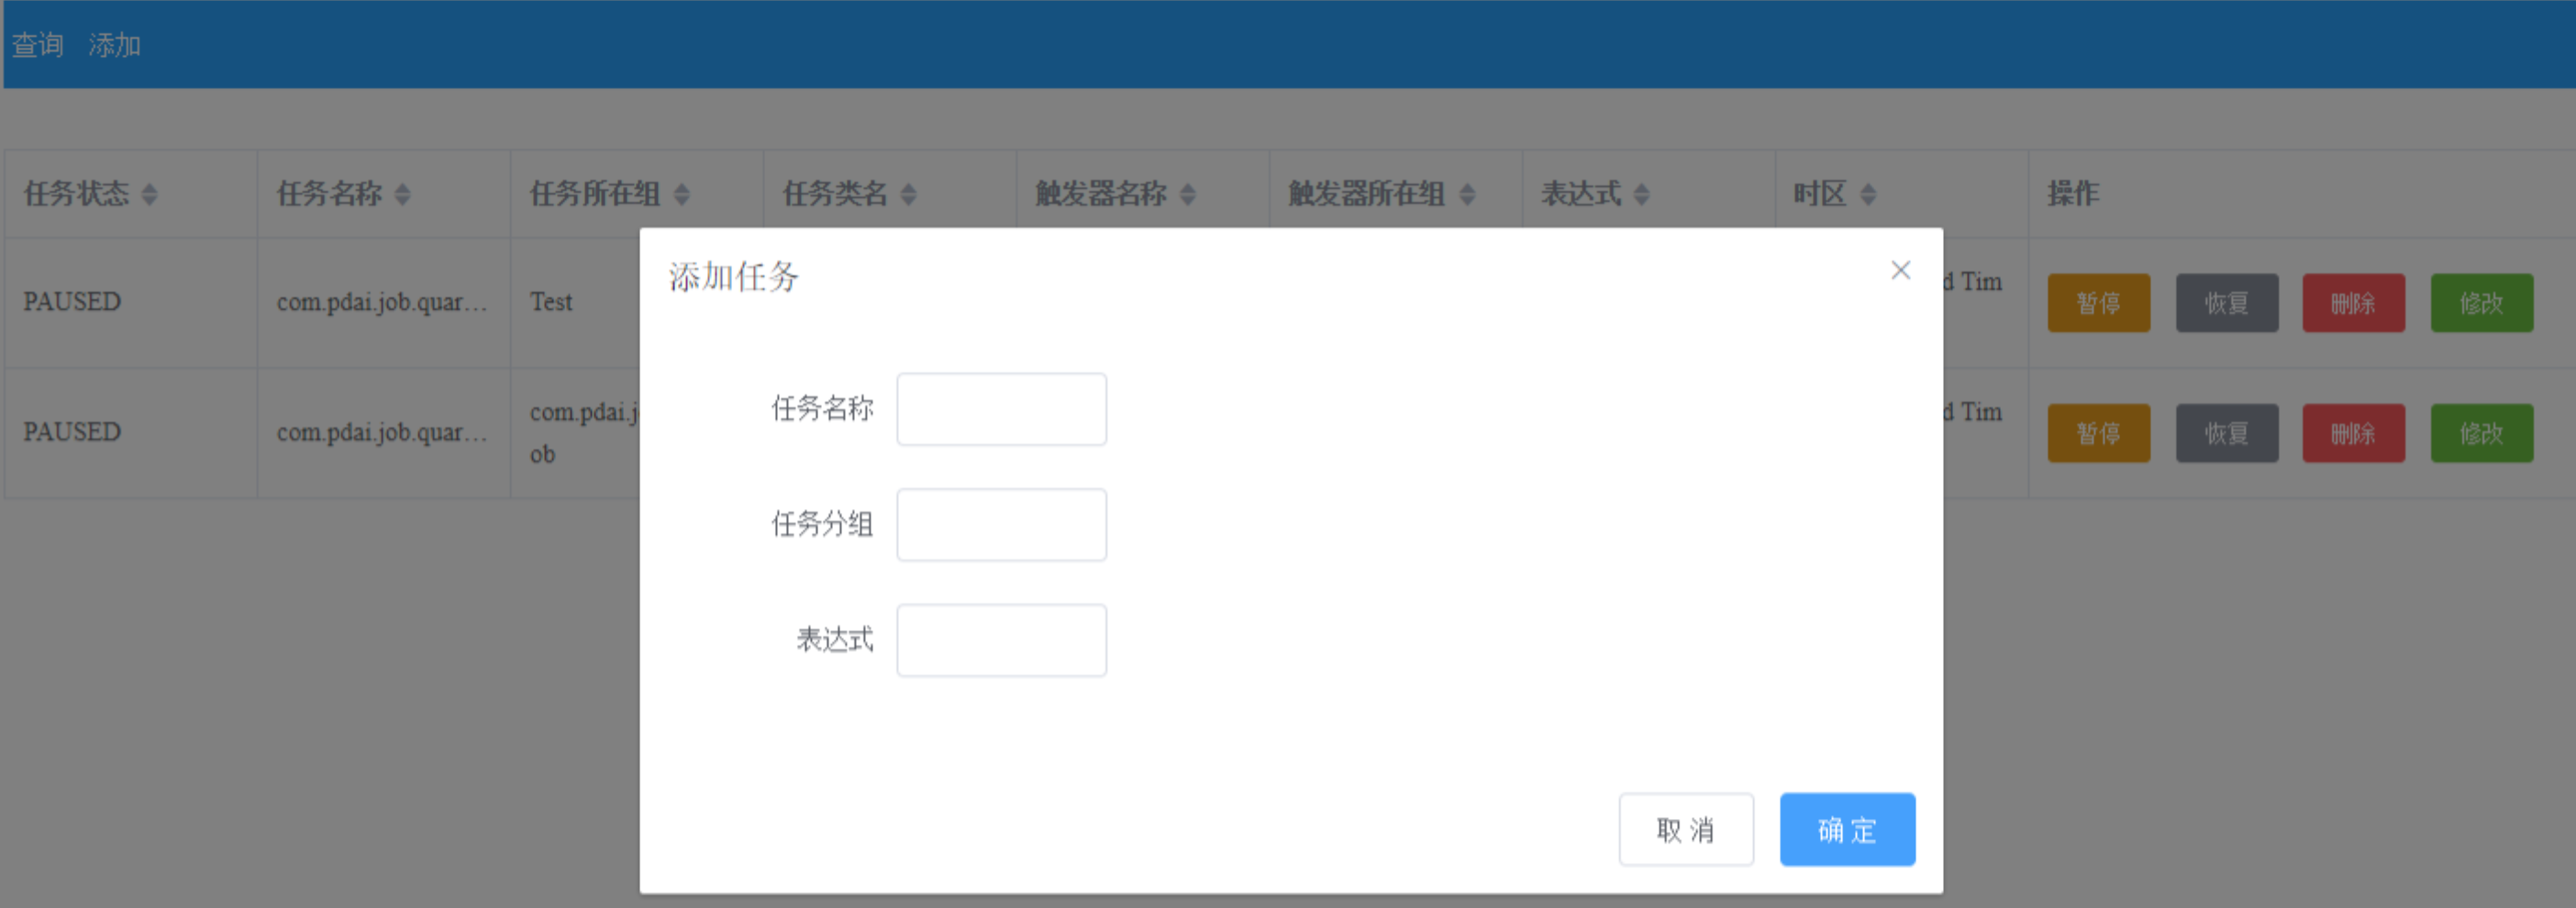 查询 添加
任务状态 任务名称 任务所在组 任务类名 触发器名称 触发器所在组 表达式 时区 操作
添加任务
PAUSED com.pdai.job.quar... Test d Tim 暂停 恢复 删除 修改
任务名称
PAUSED com.pdai.job.quar... com.pdai.j d Tim 暂停 恢复 删除 修改
ob
任务分组
表达式
取 消 确 定